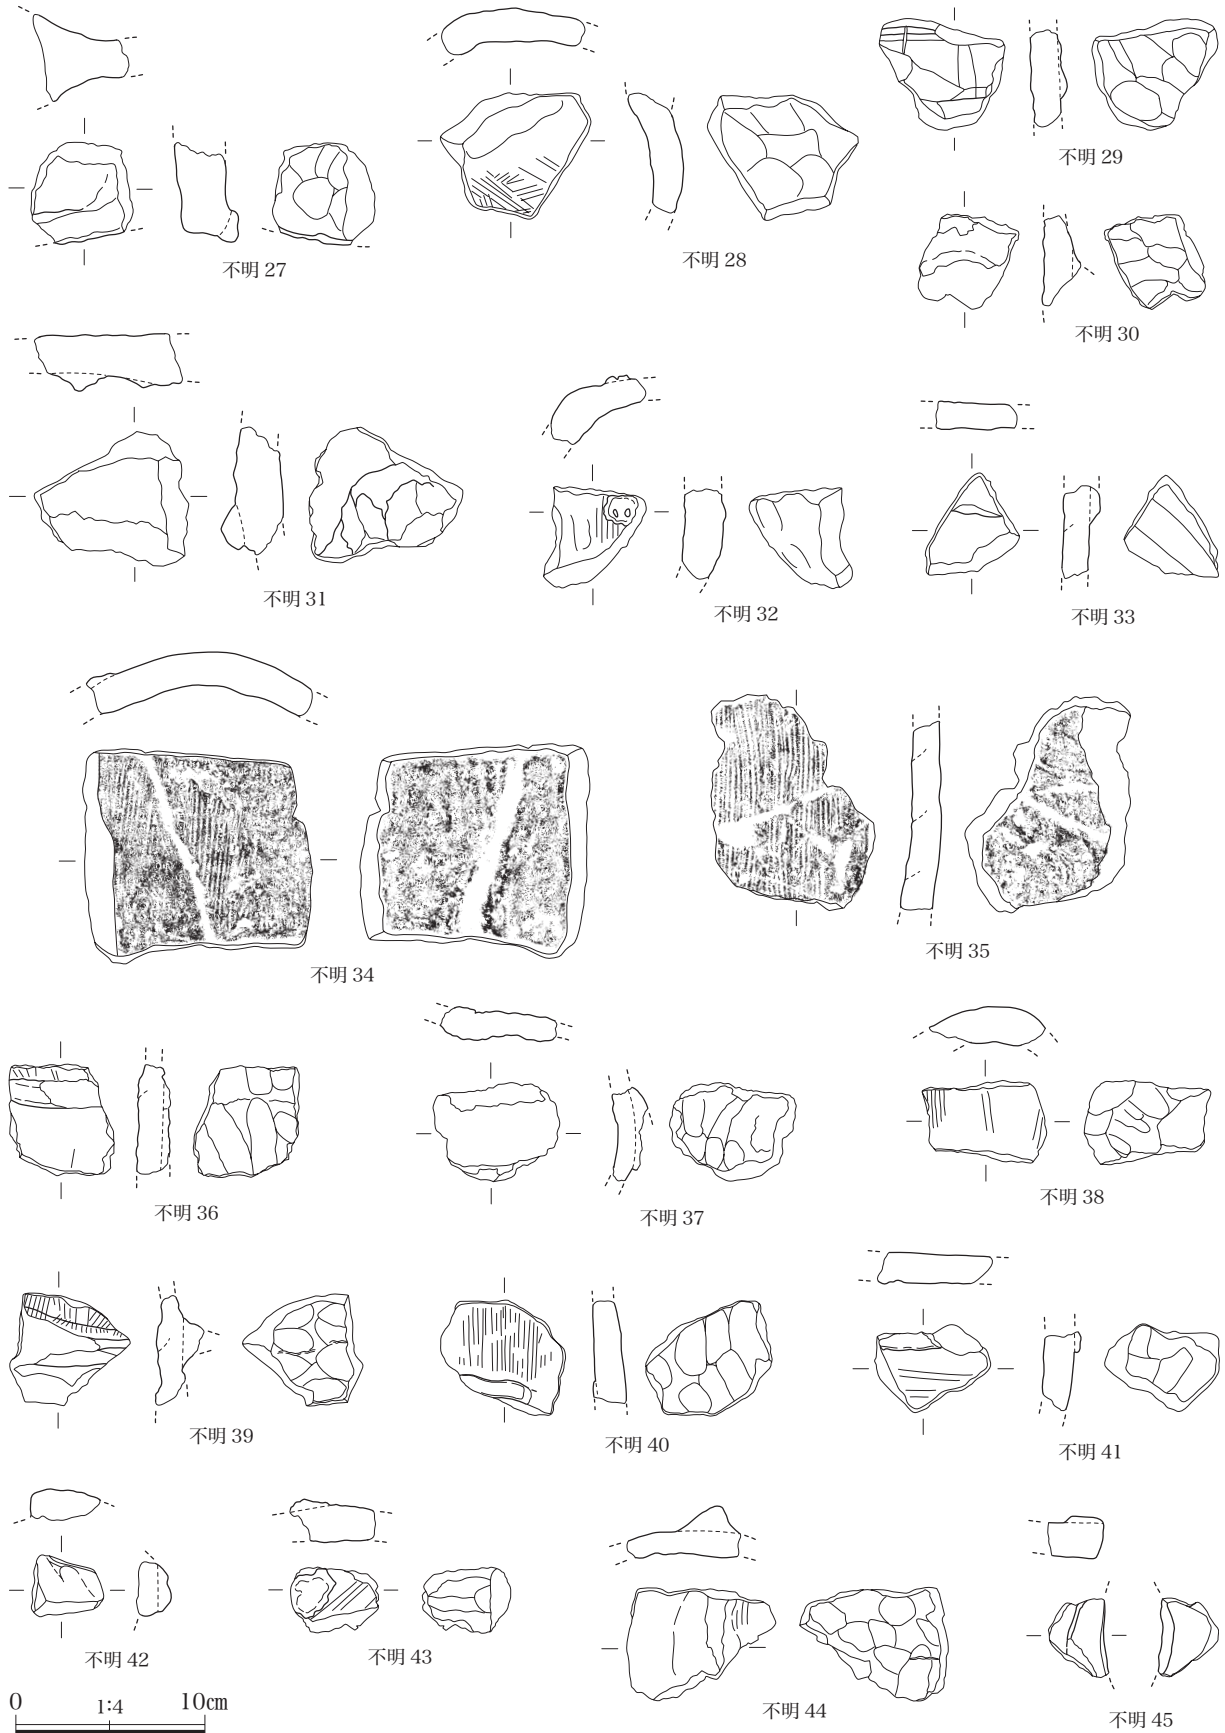 不明 27
不明 28
不明 29
不明 30
不明 31
不明 32
不明 33
不明 34
不明 35
不明 36
不明 37
不明 38
不明 39
不明 40
不明 41
不明 42
不明 43
不明 44
不明 45
0 1:4 10㎝